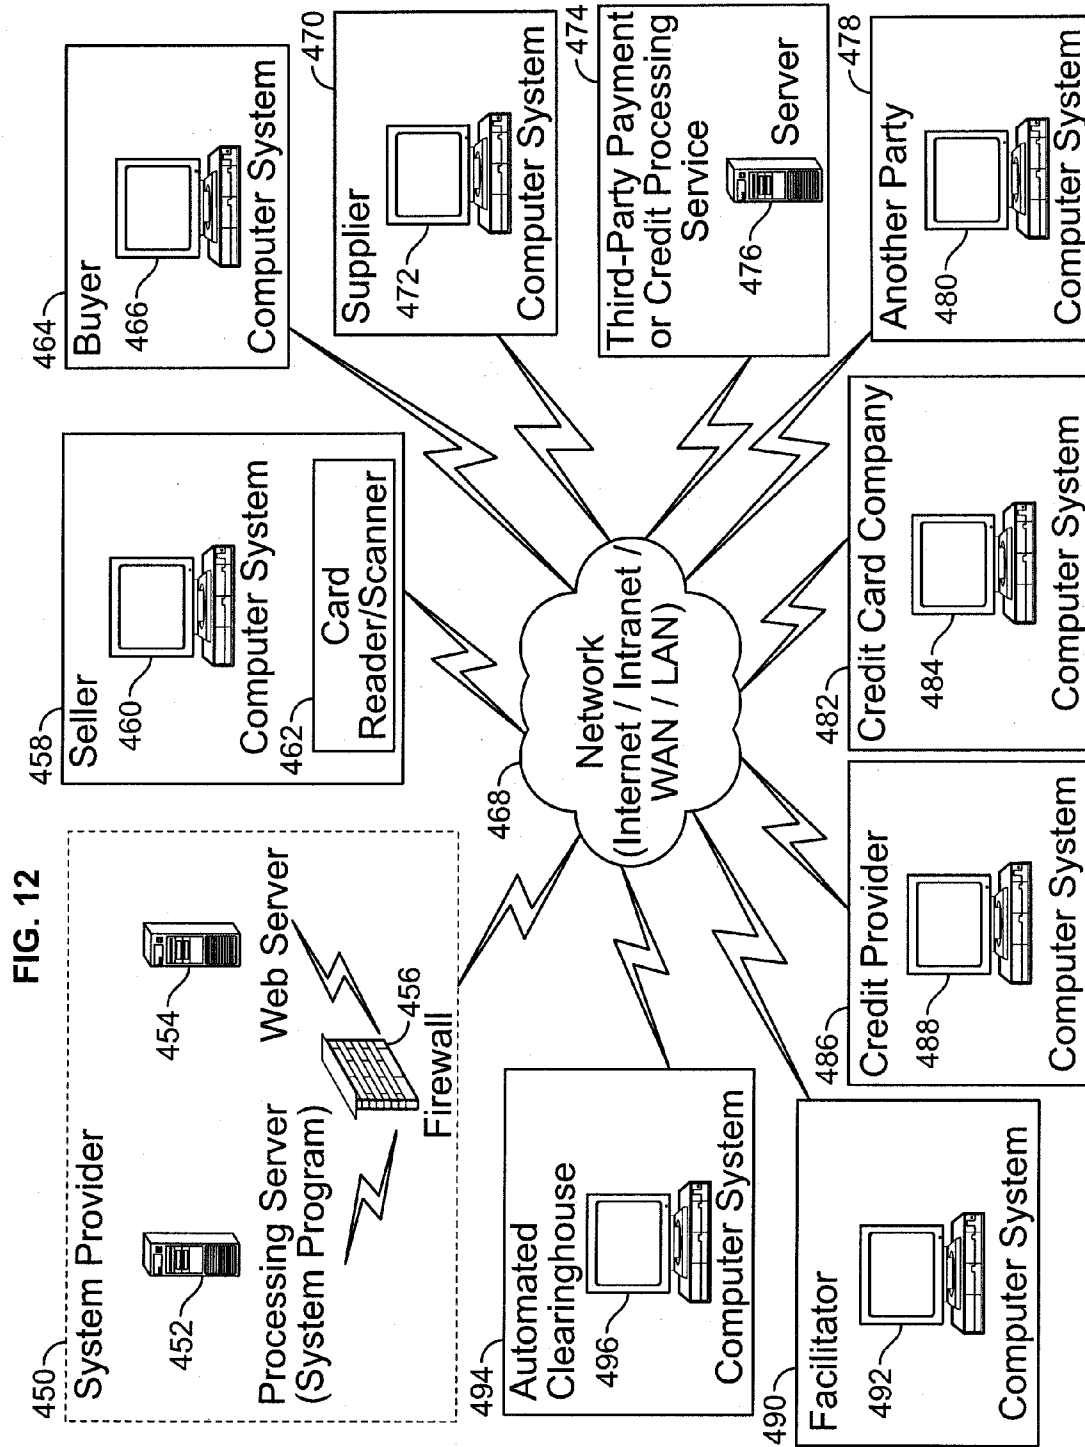 FIG. 12
450
System Provider
452
Processing Server
(System Program)
454
Web Server
456
Firewall
458
Seller
460
Computer System
462
Card
Reader/Scanner
464
Buyer
466
Computer System
468
Network
(Internet / Intranet /
WAN / LAN)
470
Supplier
472
Computer System
474
Third-Party Payment
or Credit Processing
Service
476
Server
478
Another Party
480
Computer System
482
Credit Card Company
484
Computer System
486
Credit Provider
488
Computer System
490
Facilitator
492
Computer System
494
Automated
Clearinghouse
496
Computer System